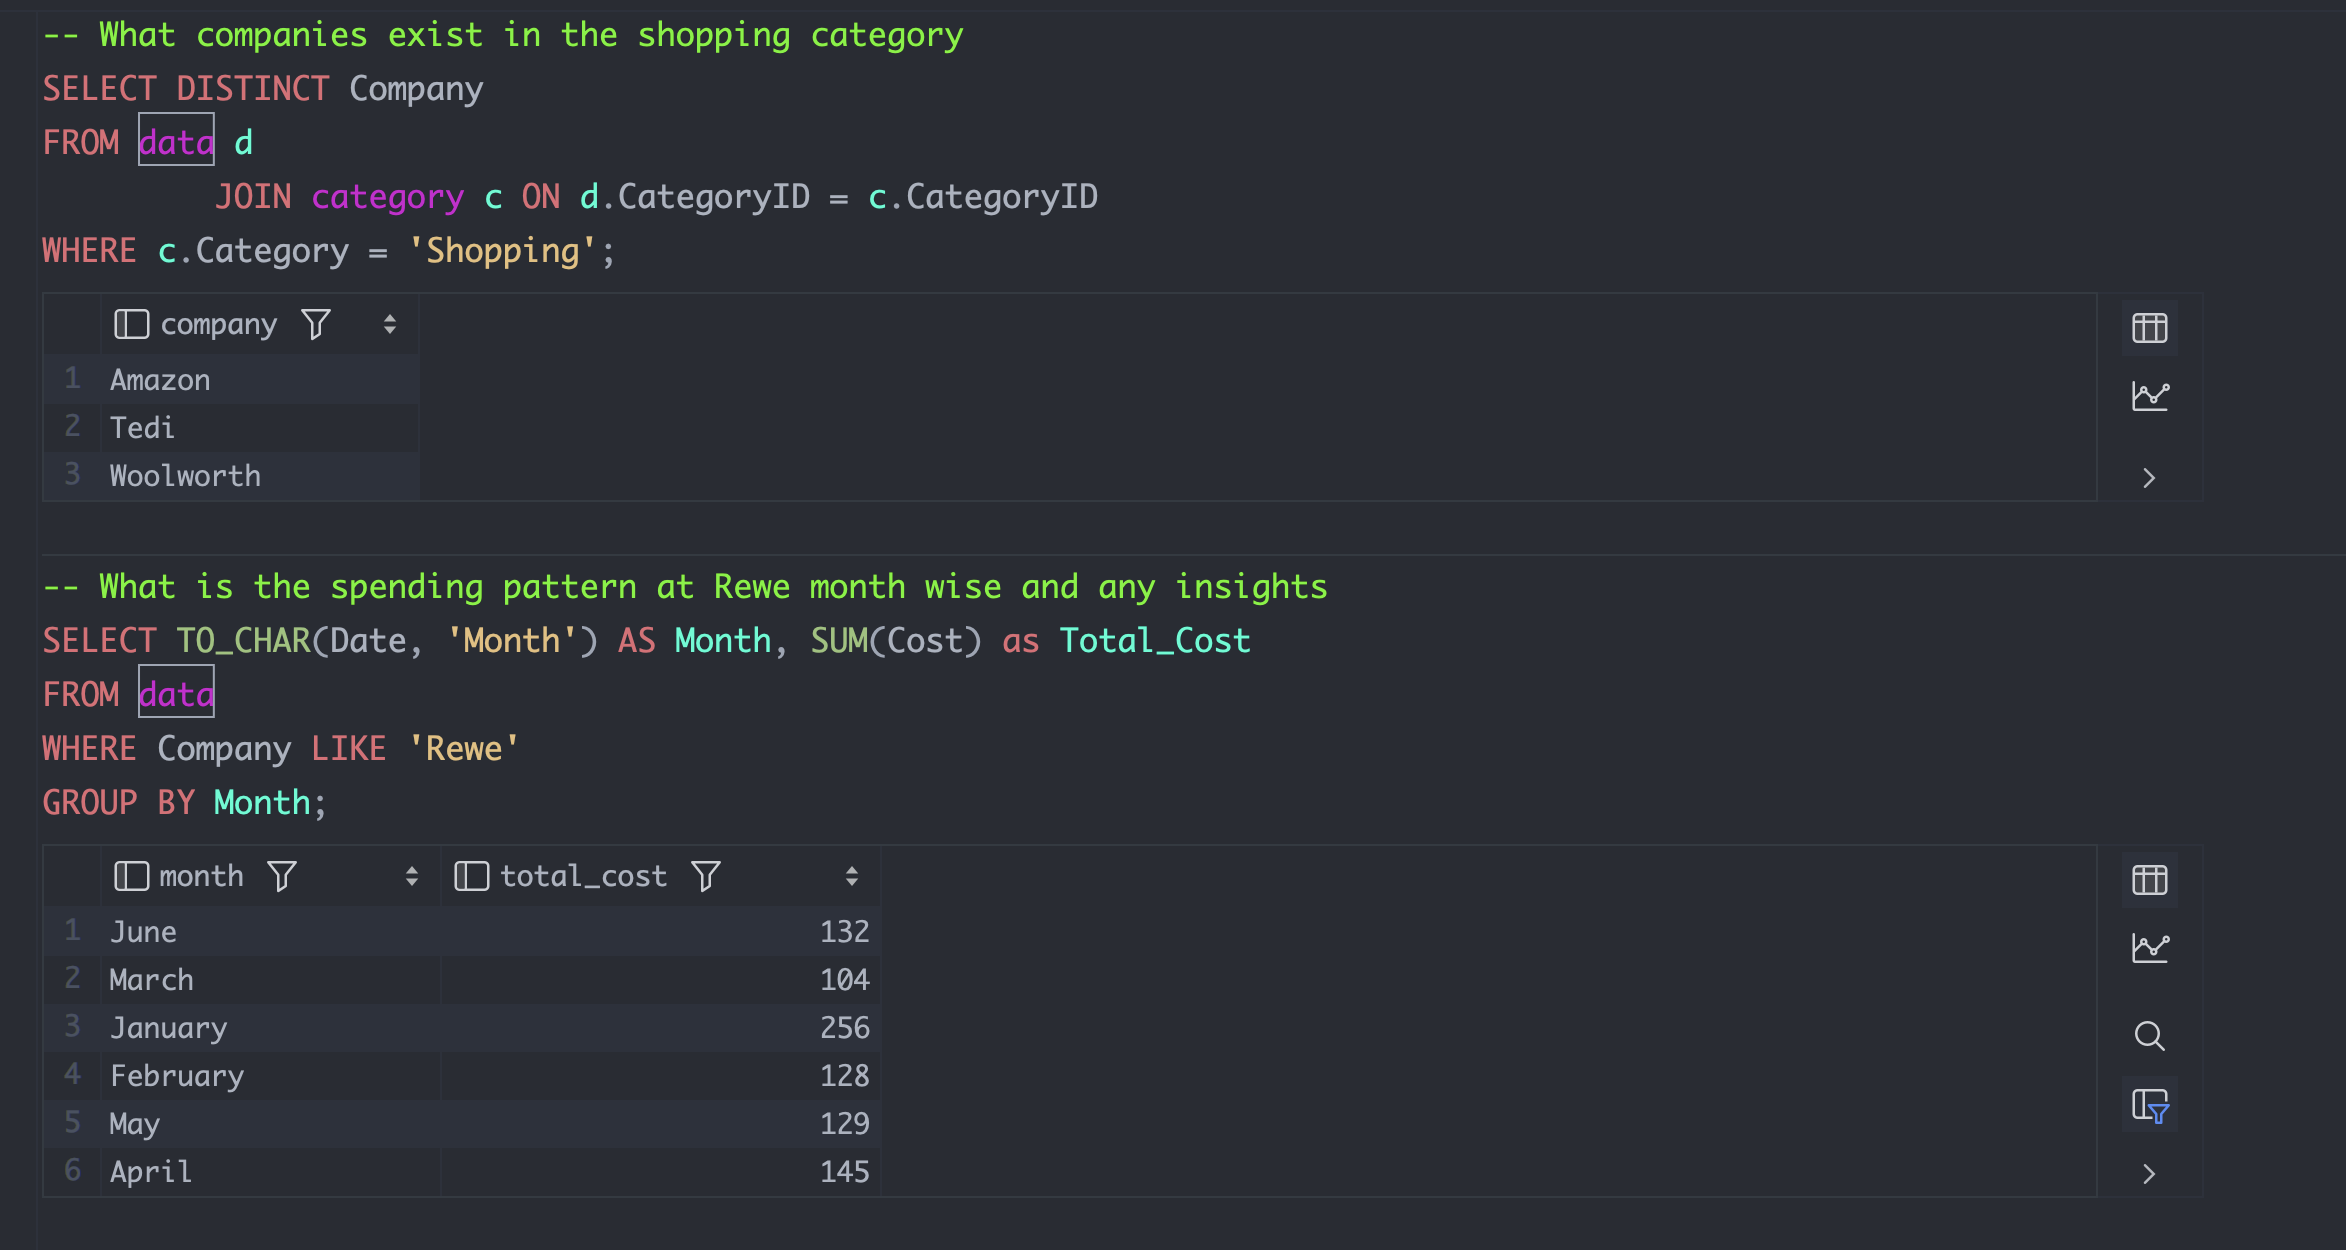 -- What companies exist in the shopping category
SELECT DISTINCT Company
FROM data d
JOIN category c ON d.CategoryID = c.CategoryID
WHERE c.Category = 'Shopping';
company
1 Amazon
2 Tedi
3 Woolworth
-- What is the spending pattern at Rewe month wise and any insights
SELECT TO_CHAR(Date, 'Month') AS Month, SUM(Cost) as Total_Cost
FROM data
WHERE Company LIKE 'Rewe'
GROUP BY Month;
month total_cost
1 June 132
2 March 104
3 January 256
4 February 128
5 May 129
6 April 145